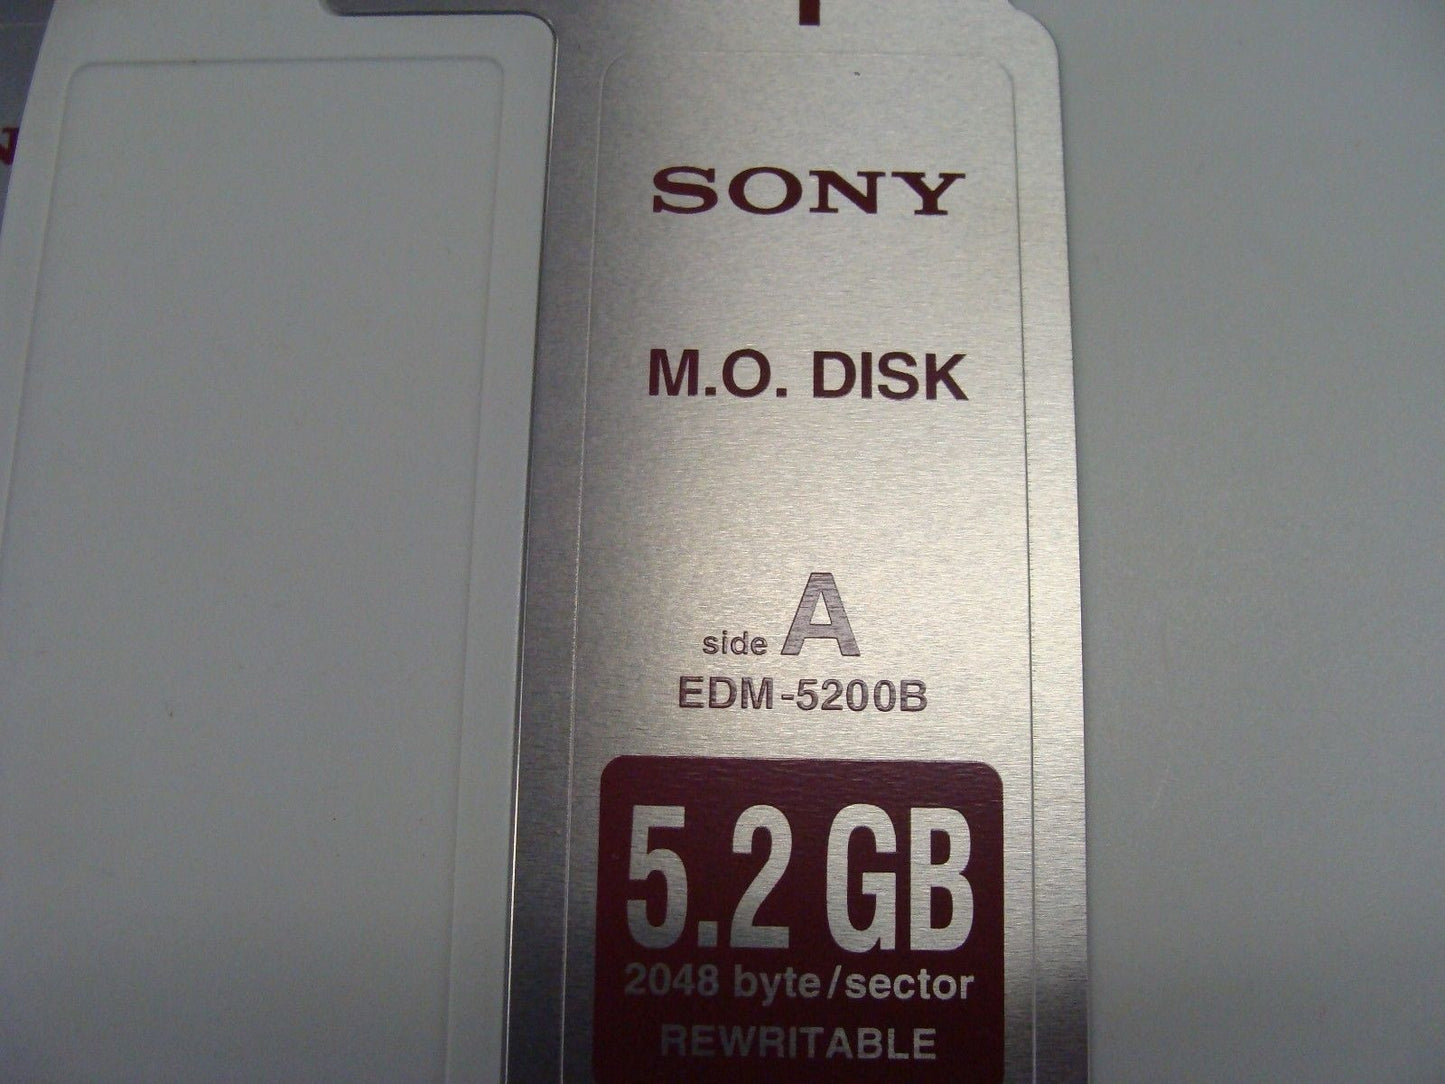 SONY
M.O. DISK
side A
EDM-5200B
5.2 GB
2048 byte/sector
REWRITABLE